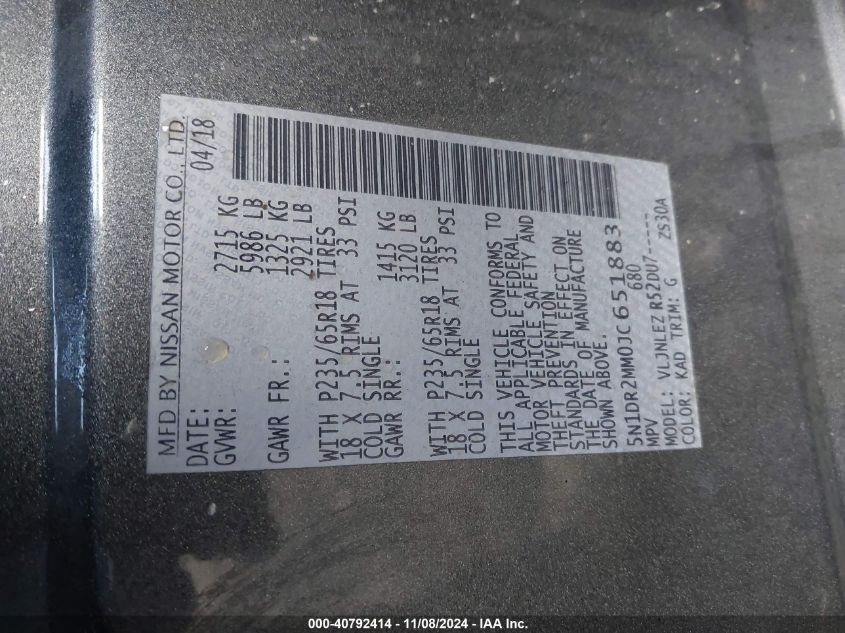 MFD BY NISSAN MOTOR CO., LTD.
DATE: 04/18
GVWR: 2715 KG
5986 LB
GAWR FR.: 1325 KG
2921 LB
WITH P235/65R18 TIRES
18 X 7.5 RIMS AT 33 PSI
COLD SINGLE
GAWR RR.: 1415 KG
3120 LB
WITH P235/65R18 TIRES
18 X 7.5 RIMS AT 33 PSI
COLD SINGLE
THIS VEHICLE CONFORMS TO
ALL APPLICABLE FEDERAL
MOTOR VEHICLE SAFETY AND
THEFT PREVENTION
STANDARDS IN EFFECT ON
THE DATE OF MANUFACTURE
SHOWN ABOVE.
5N1DR2MM0JC651883
MPV 680
MODEL: VLJNLEZ R52DU7-----
COLOR: KAD TRIM: G ZS30A
000-40792414 - 11/08/2024 - IAA Inc.